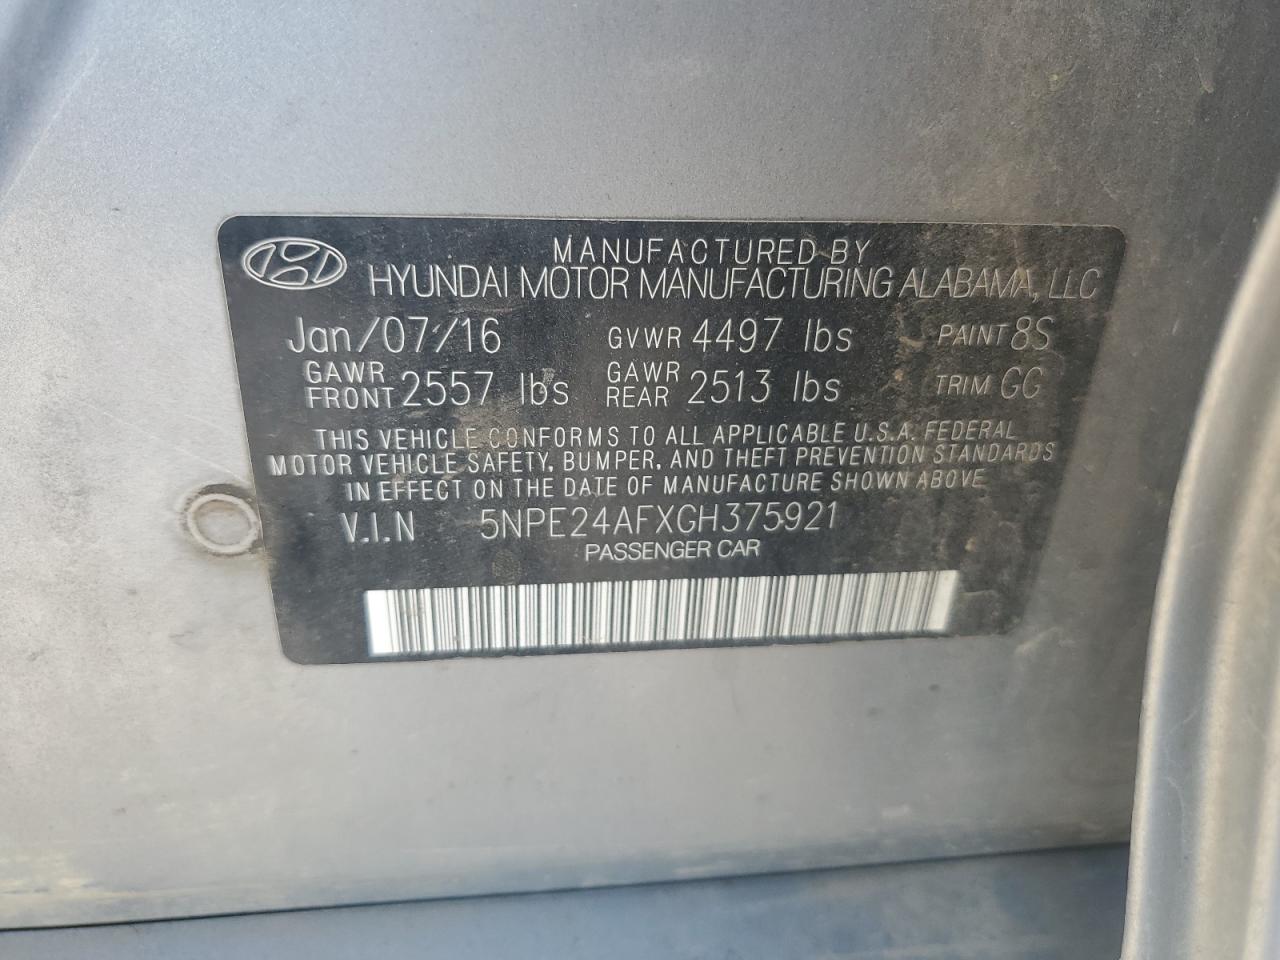 MANUFACTURED BY
HYUNDAI MOTOR MANUFACTURING ALABAMA, LLC
Jan/07/16 GVWR 4497 lbs PAINT 8S
GAWR FRONT 2557 lbs GAWR REAR 2513 lbs TRIM GG
THIS VEHICLE CONFORMS TO ALL APPLICABLE U.S.A. FEDERAL
MOTOR VEHICLE SAFETY, BUMPER, AND THEFT PREVENTION STANDARDS
IN EFFECT ON THE DATE OF MANUFACTURE SHOWN ABOVE
V.I.N 5NPE24AFXGH375921
PASSENGER CAR